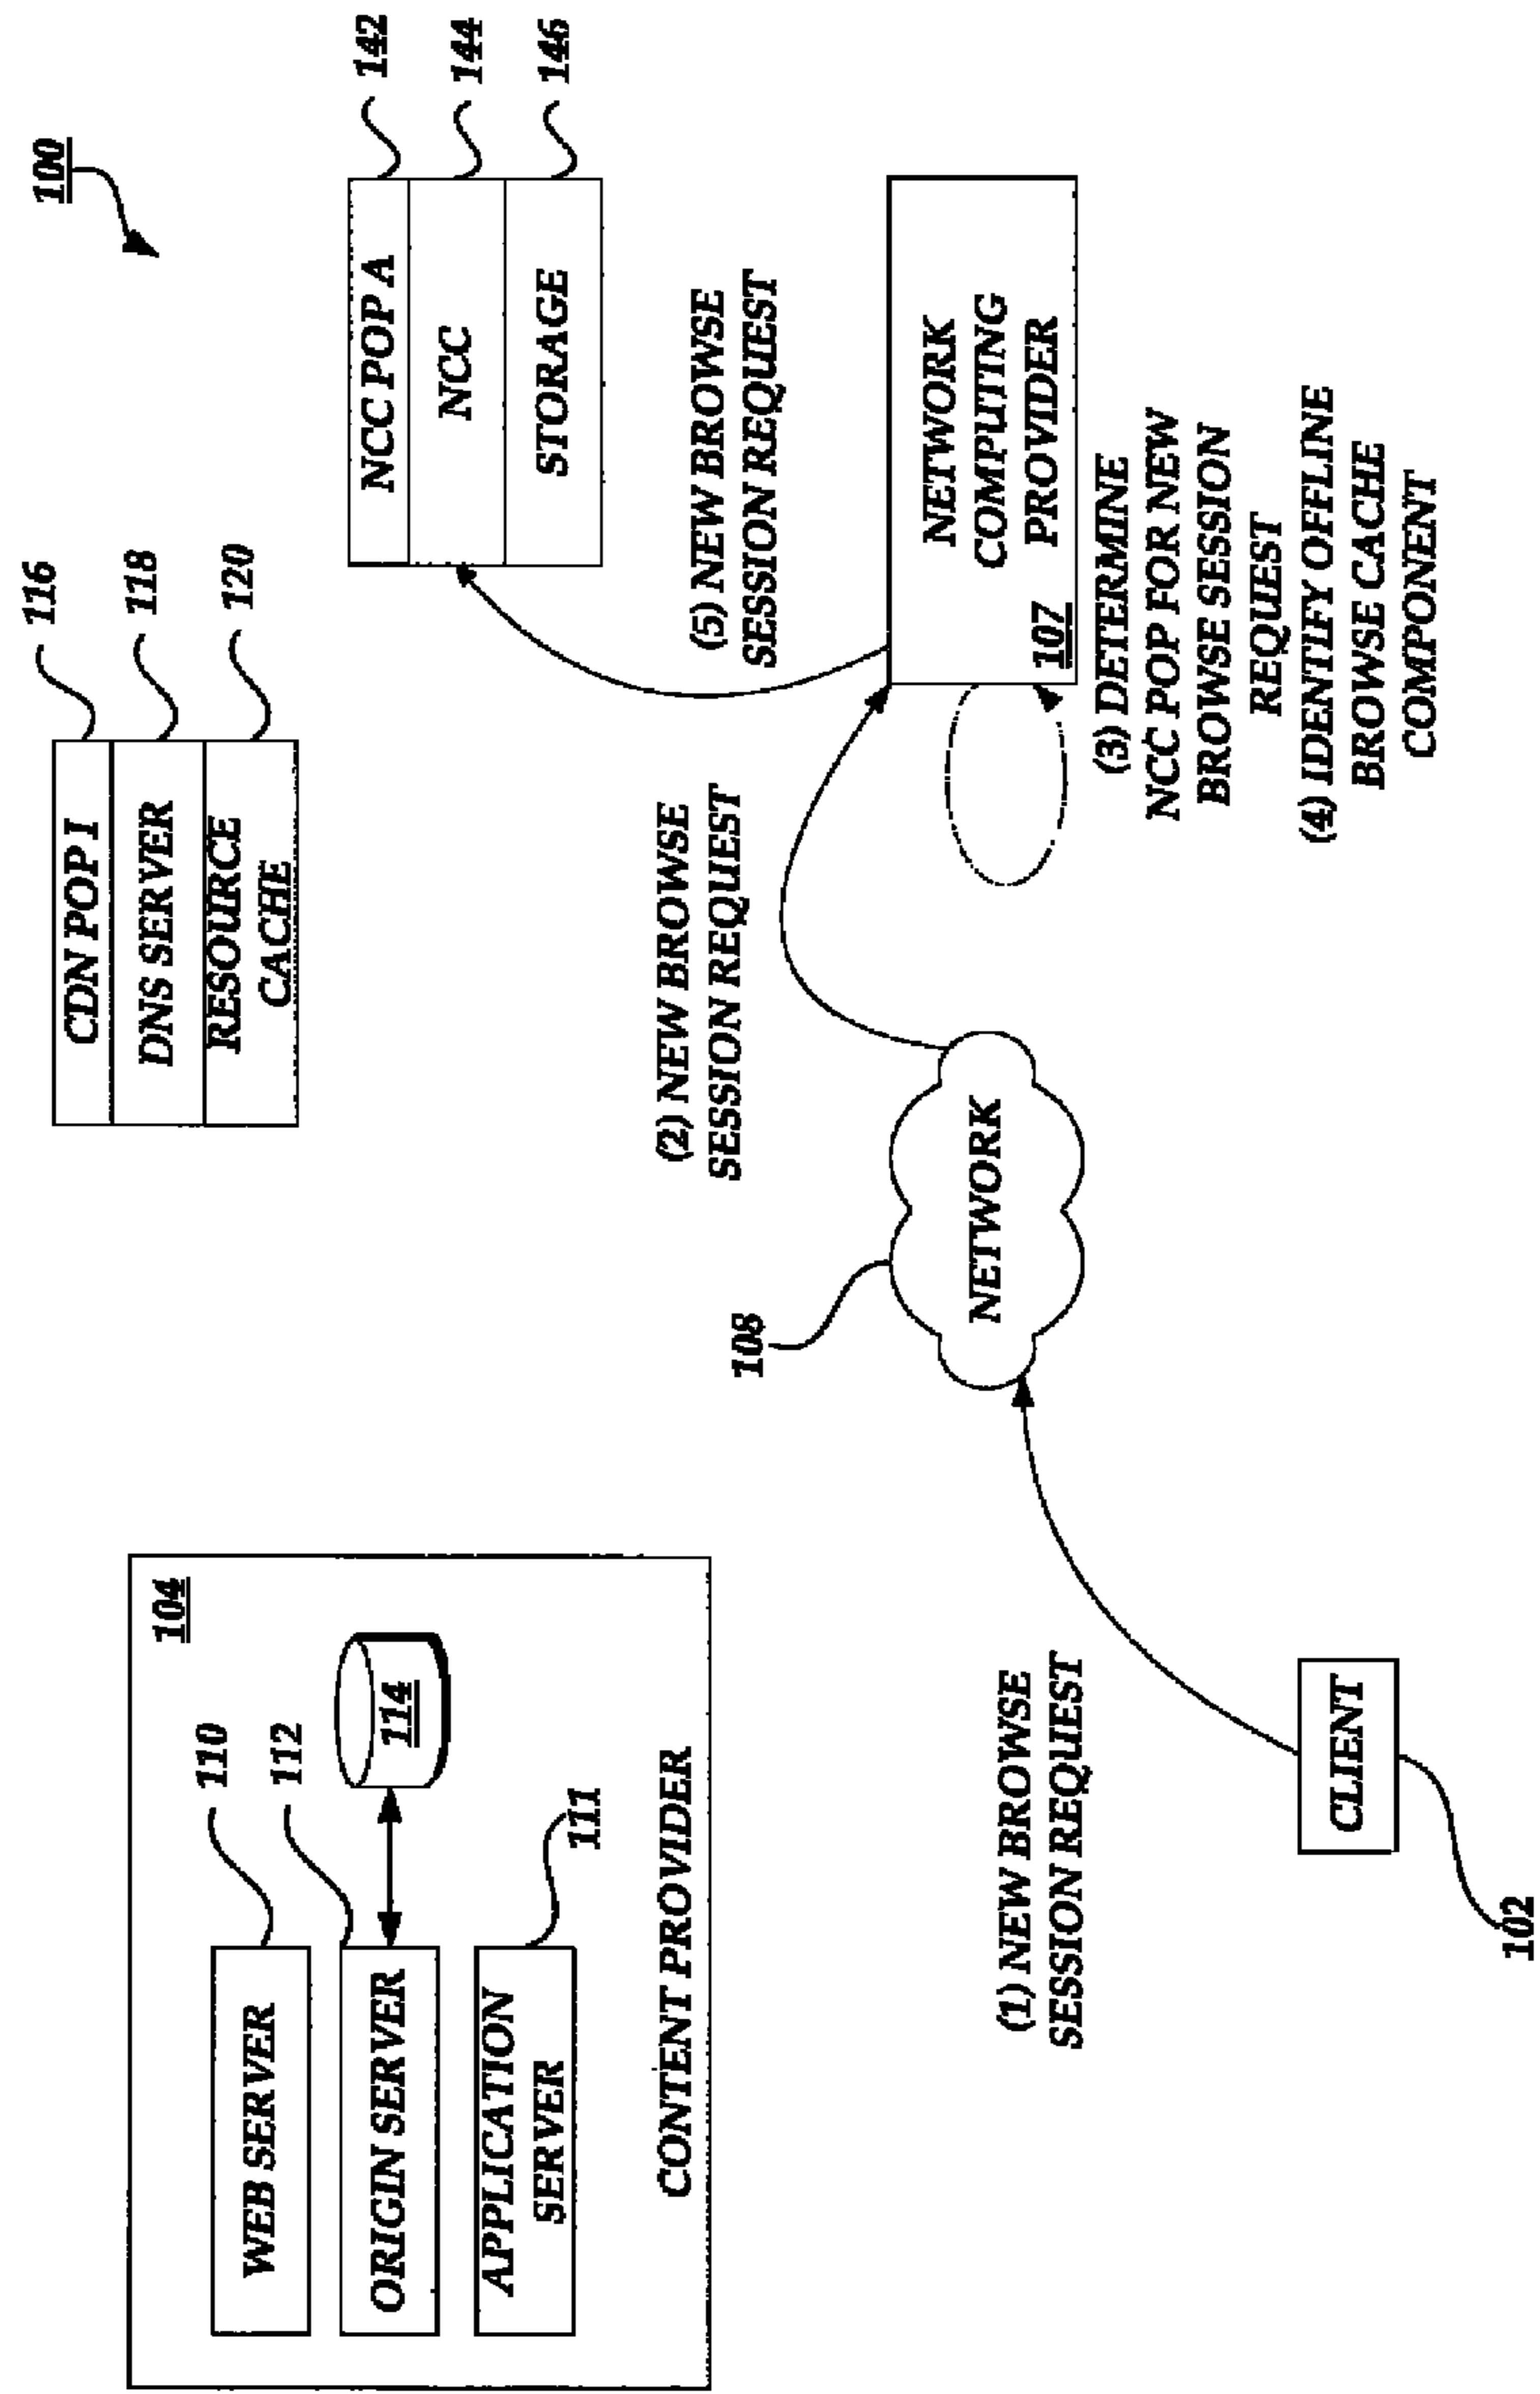 100
104
110
WEB SERVER
112
ORIGIN SERVER
114
APPLICATION
SERVER
111
CONTENT PROVIDER
116
CDN POP I
118
DNS SERVER
120
RESOURCE
CACHE
142
NCC POP A
144
NCC
146
STORAGE
(1) NEW BROWSE
SESSION REQUEST
CLIENT
102
108
NETWORK
(2) NEW BROWSE
SESSION REQUEST
(5) NEW BROWSE
SESSION REQUEST
NETWORK
COMPUTING
PROVIDER
107
(3) DETERMINE
NCC POP FOR NEW
BROWSE SESSION
REQUEST
(4) IDENTIFY OFFLINE
BROWSE CACHE
COMPONENT